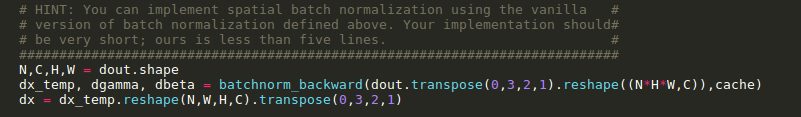 # HINT: You can implement spatial batch normalization using the vanilla   #
# version of batch normalization defined above. Your implementation should#
# be very short; ours is less than five lines.                            #
###########################################################################
N,C,H,W = dout.shape
dx_temp, dgamma, dbeta = batchnorm_backward(dout.transpose(0,3,2,1).reshape((N*H*W,C)),cache)
dx = dx_temp.reshape(N,W,H,C).transpose(0,3,2,1)